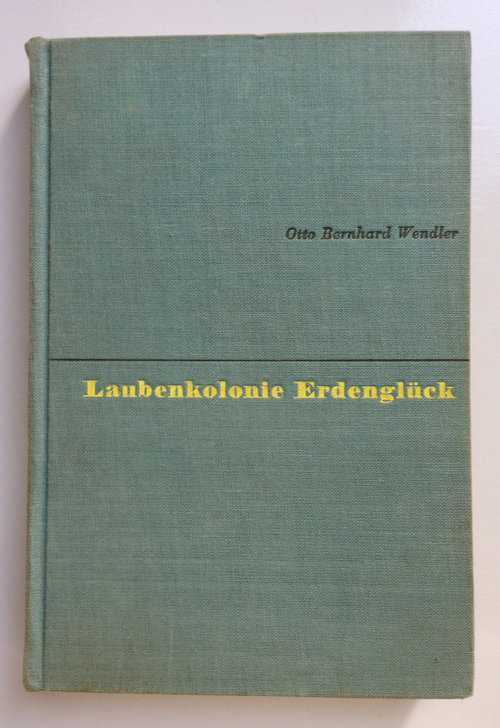 Otto Bernhard Wendler
Laubenkolonie Erdenglück